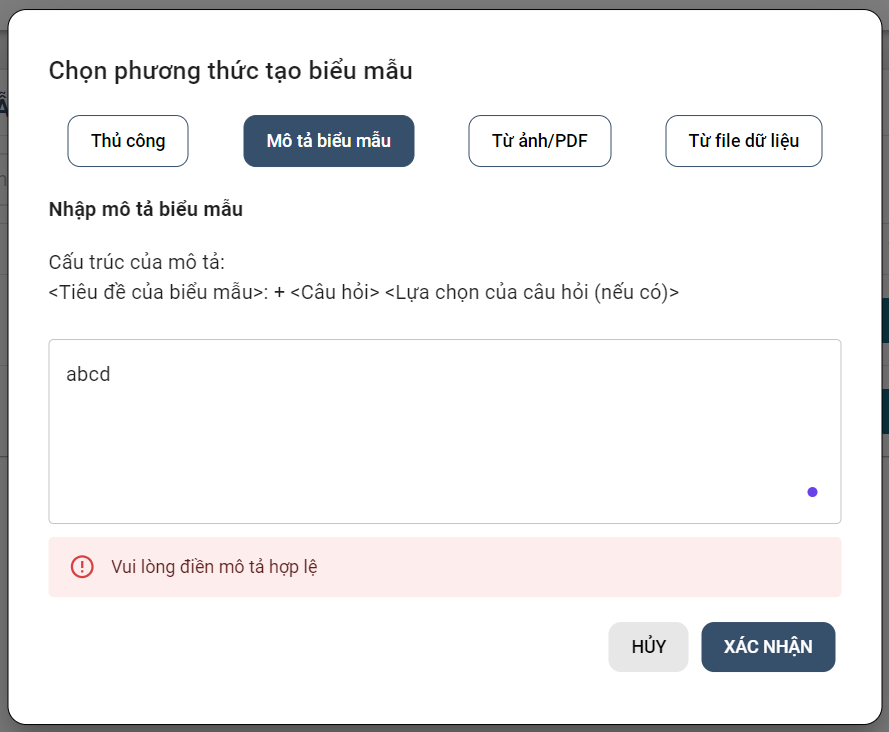 Chọn phương thức tạo biểu mẫu
Thủ công
Mô tả biểu mẫu
Từ ảnh/PDF
Từ file dữ liệu
Nhập mô tả biểu mẫu
Cấu trúc của mô tả:
<Tiêu đề của biểu mẫu>: + <Câu hỏi> <Lựa chọn của câu hỏi (nếu có)>
abcd
Vui lòng điền mô tả hợp lệ
HỦY
XÁC NHẬN